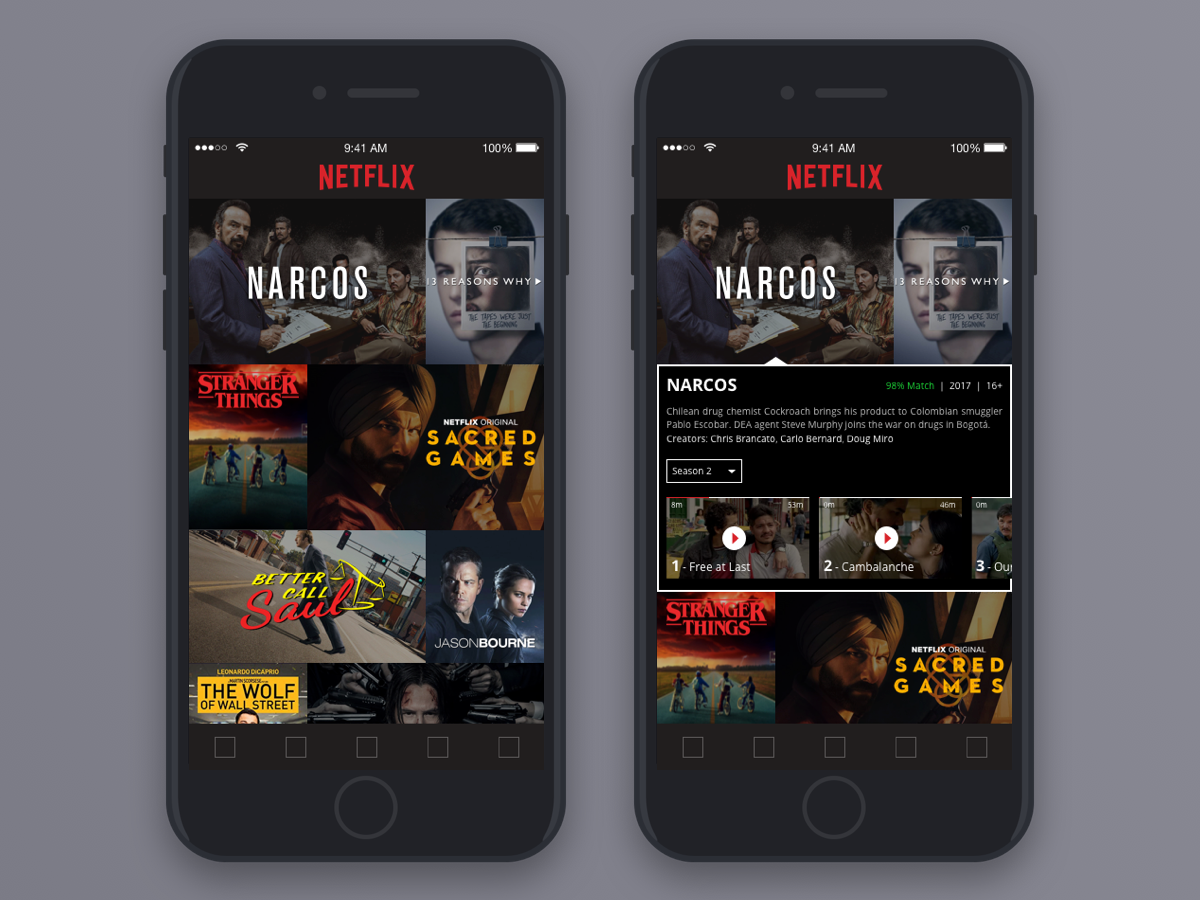 9:41 AM 100%
NETFLIX
NARCOS
13 REASONS WHY
THE TAPES WERE JUST
THE BEGINNING
STRANGER
THINGS
NETFLIX ORIGINAL
SACRED
GAMES
BETTER
CALL
Saul
JASONBOURNE
LEONARDO DICAPRIO
THE WOLF
OF WALL STREET
9:41 AM 100%
NETFLIX
NARCOS
13 REASONS WHY
THE TAPES WERE JUST
THE BEGINNING
NARCOS 98% Match | 2017 | 16+
Chilean drug chemist Cockroach brings his product to Colombian smuggler
Pablo Escobar. DEA agent Steve Murphy joins the war on drugs in Bogotá.
Creators: Chris Brancato, Carlo Bernard, Doug Miro
Season 2
8m 53m 0m 46m 0m
1 - Free at Last 2 - Cambalanche 3 - Ou
STRANGER
THINGS
NETFLIX ORIGINAL
SACRED
GAMES